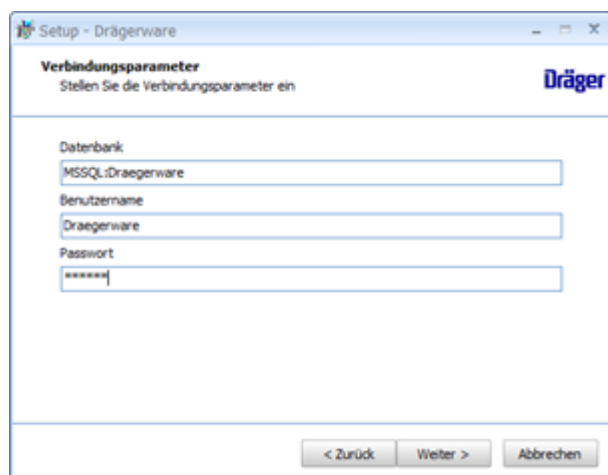 Setup - Drägerware
Verbindungsparameter
Stellen Sie die Verbindungsparameter ein
Dräger
Datenbank
MSSQL:Draegerware
Benutzername
Draegerware
Passwort
******
< Zurück
Weiter >
Abbrechen